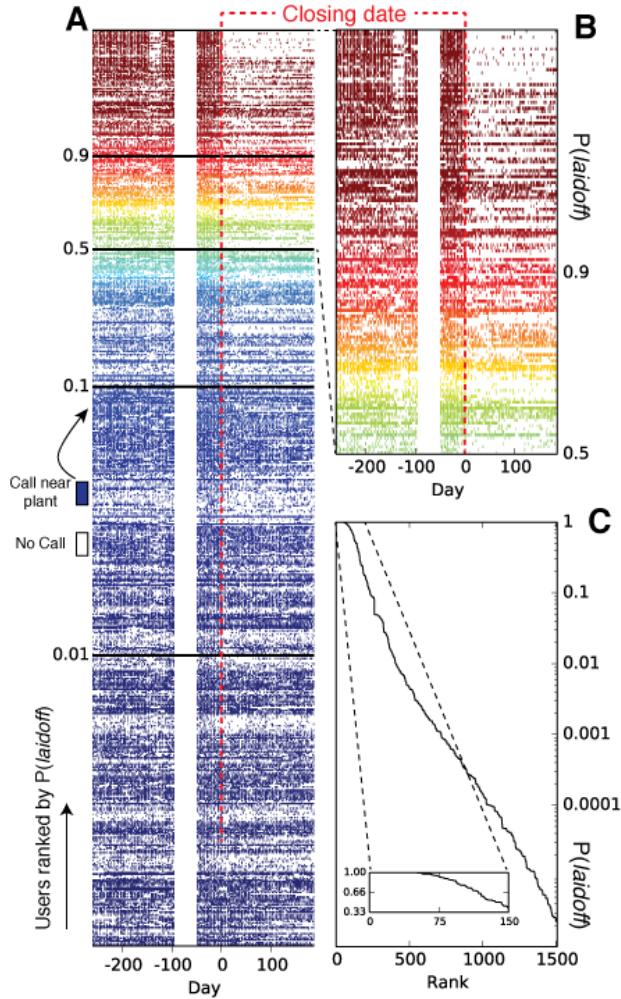 A
Closing date
B
0.9
0.5
0.1
0.01
Call near
plant
No Call
Users ranked by P(laidoff)
-200
-100
0
100
Day
P(laidoff)
0.9
0.5
-200
-100
0
100
Day
C
1
0.1
0.01
0.001
0.0001
P(laidoff)
1.00
0.66
0.33
0
75
150
0
500
1000
1500
Rank